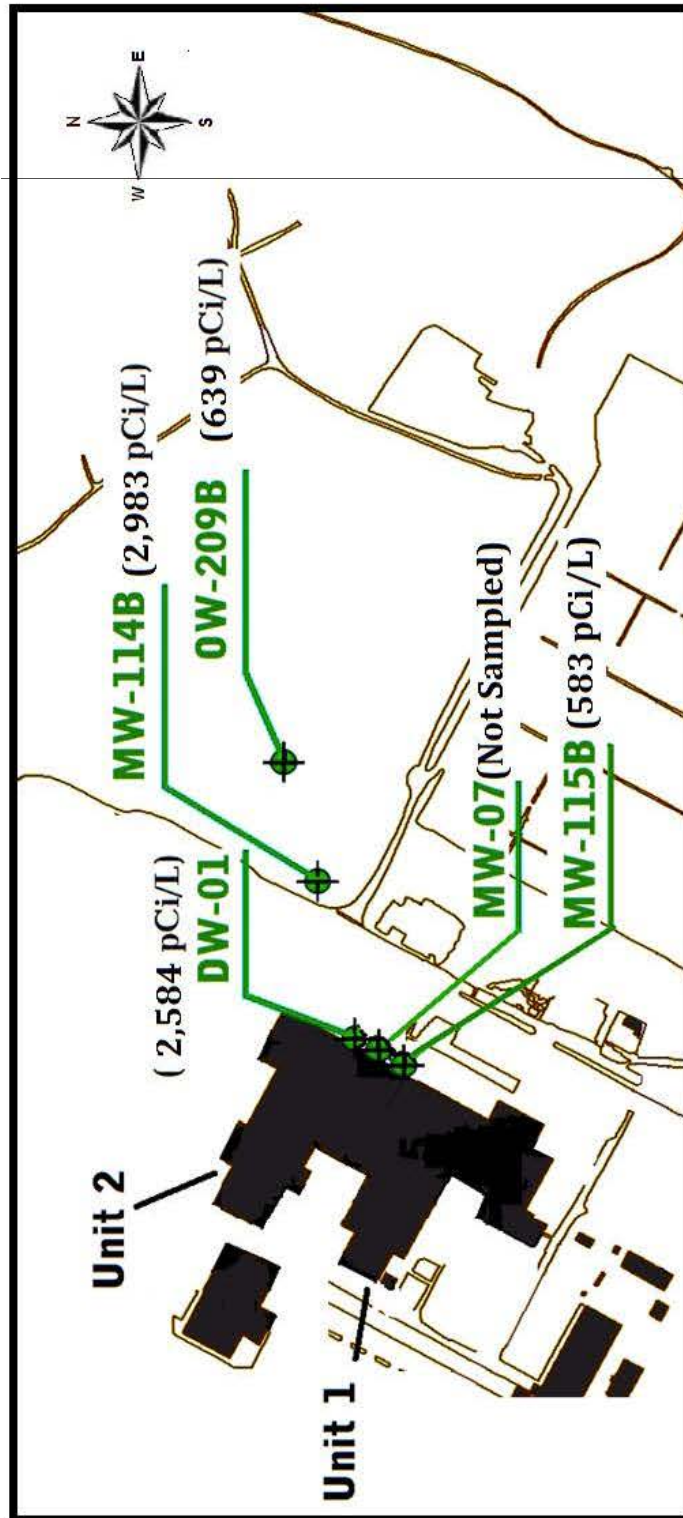 N
E
S
W
MW-114B (2,983 pCi/L)
OW-209B (639 pCi/L)
( 2,584 pCi/L)
DW-01
Unit 2
Unit 1
MW-07(Not Sampled)
MW-115B (583 pCi/L)